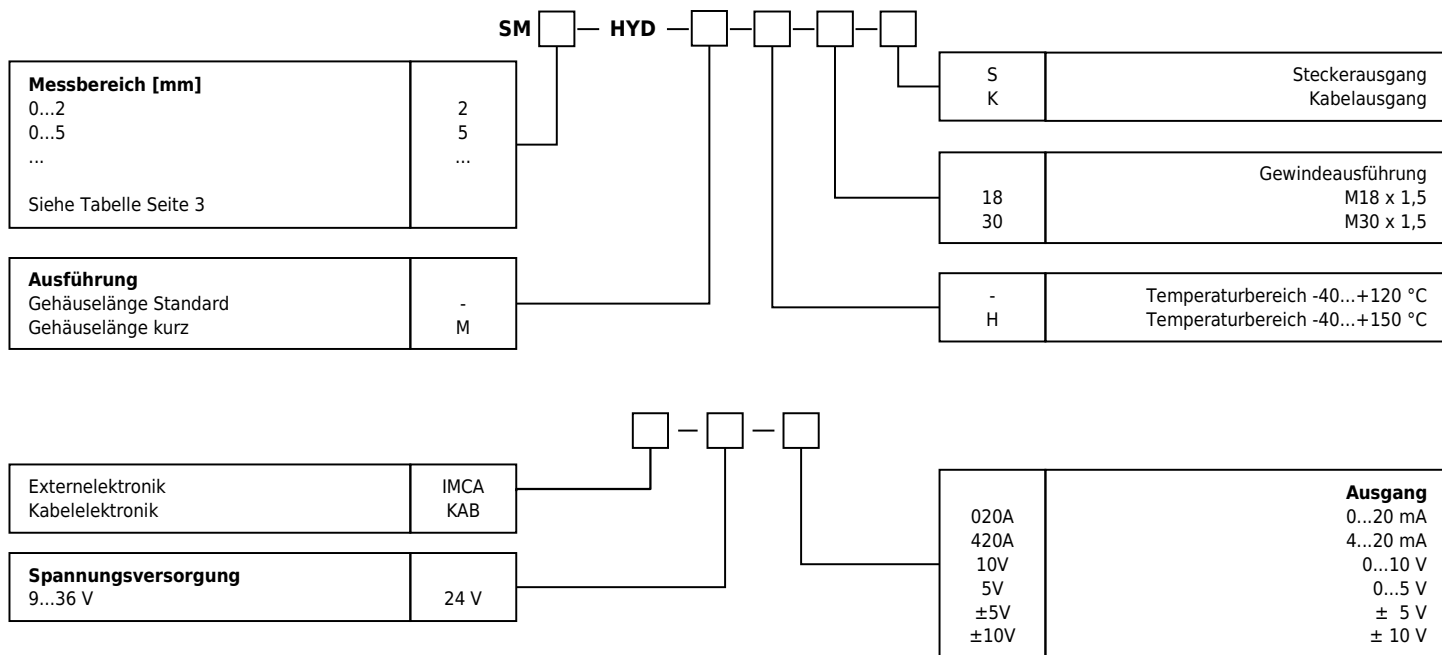 SM — HYD — — — —
Messbereich [mm]
0...2 2
0...5 5
... ...
Siehe Tabelle Seite 3
Ausführung
Gehäuselänge Standard -
Gehäuselänge kurz M
S Steckerausgang
K Kabelausgang
Gewindeausführung
18 M18 x 1,5
30 M30 x 1,5
- Temperaturbereich -40...+120 °C
H Temperaturbereich -40...+150 °C
— —
Externelektronik IMCA
Kabelelektronik KAB
Spannungsversorgung
9...36 V 24 V
Ausgang
020A 0...20 mA
420A 4...20 mA
10V 0...10 V
5V 0...5 V
±5V ± 5 V
±10V ± 10 V